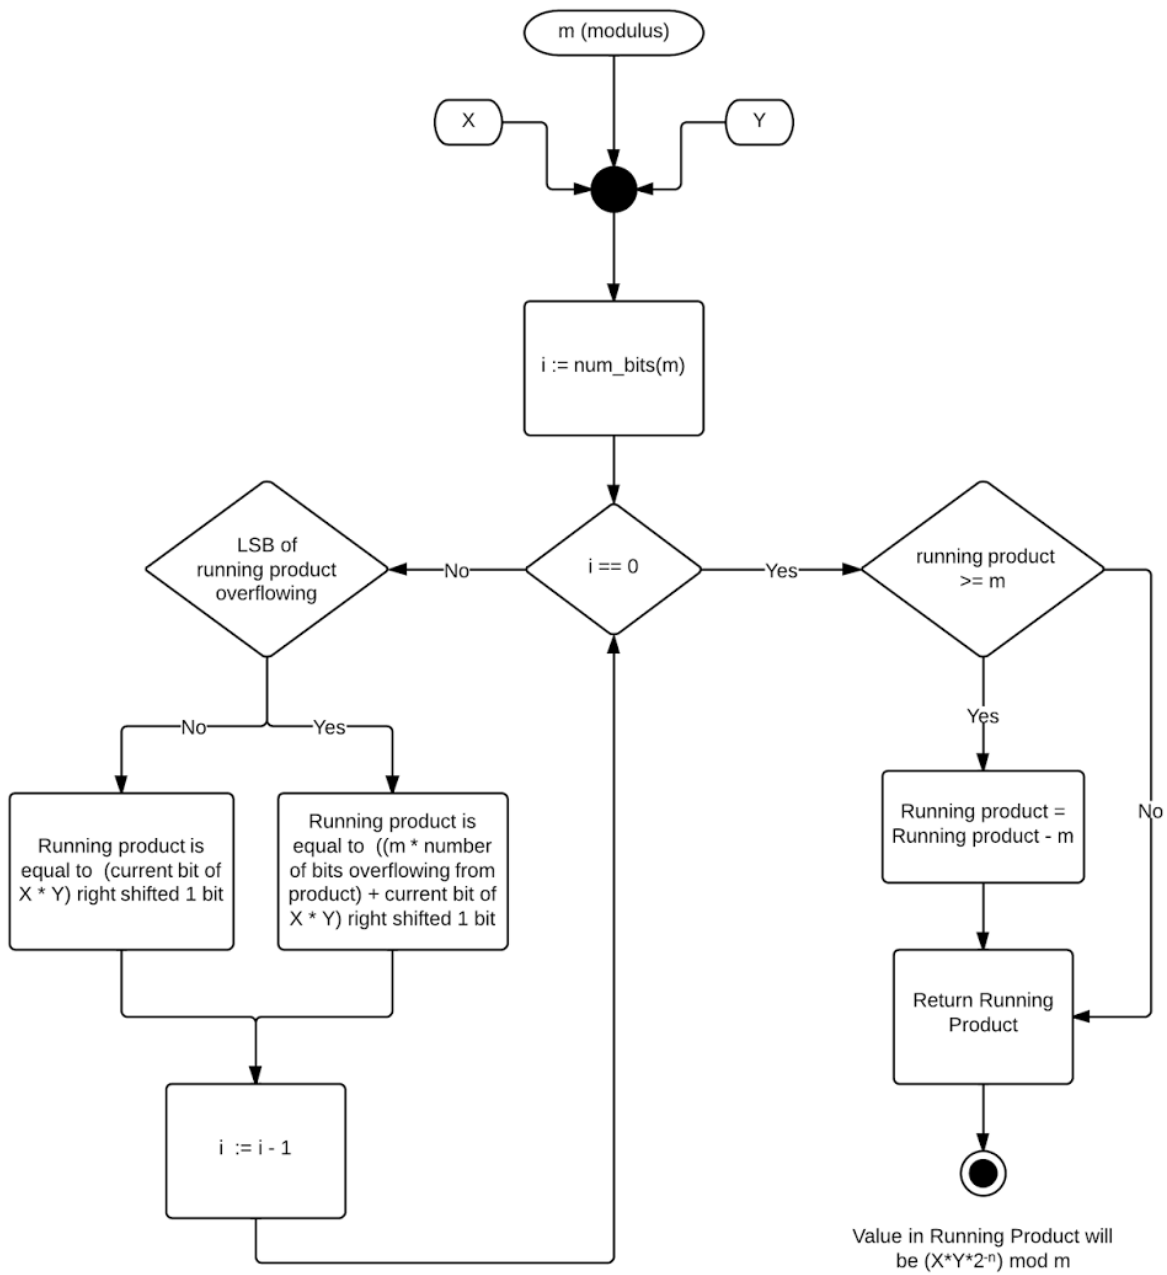 m (modulus)
X
Y
i := num_bits(m)
LSB of
running product
overflowing
No
i == 0
Yes
running product
>= m
No
Yes
Yes
No
Running product is
equal to (current bit of
X * Y) right shifted 1 bit
Running product is
equal to ((m * number
of bits overflowing from
product) + current bit of
X * Y) right shifted 1 bit
Running product =
Running product - m
Return Running
Product
i := i - 1
Value in Running Product will
be (X*Y*2⁻ⁿ) mod m